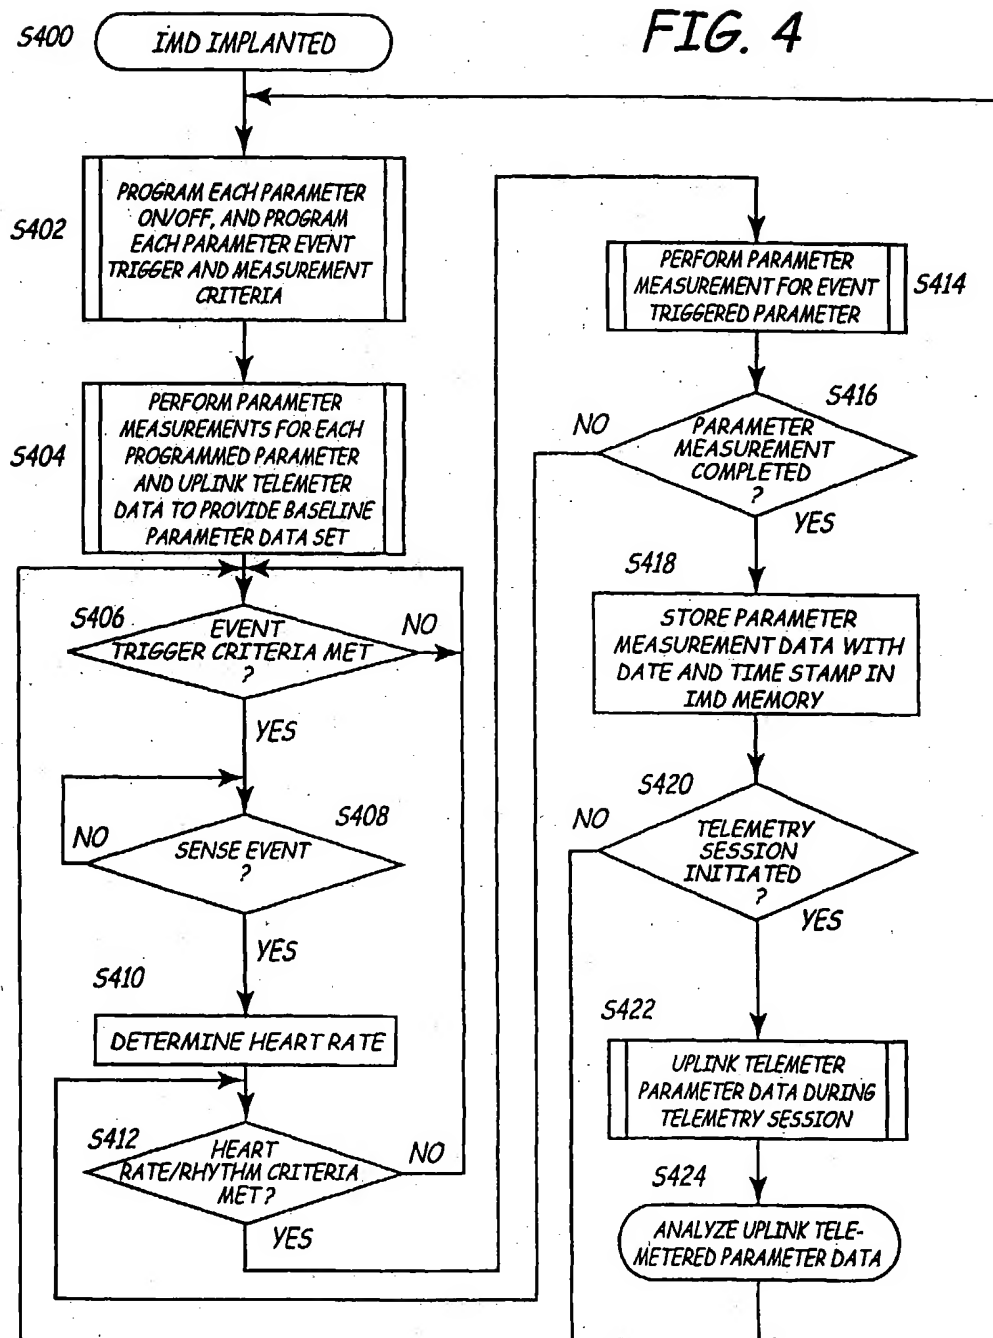 FIG. 4
S400
IMD IMPLANTED
S402
PROGRAM EACH PARAMETER
ON/OFF, AND PROGRAM
EACH PARAMETER EVENT
TRIGGER AND MEASUREMENT
CRITERIA
S404
PERFORM PARAMETER
MEASUREMENTS FOR EACH
PROGRAMMED PARAMETER
AND UPLINK TELEMETER
DATA TO PROVIDE BASELINE
PARAMETER DATA SET
S406
EVENT
TRIGGER CRITERIA MET
?
NO
YES
S408
SENSE EVENT
?
NO
YES
S410
DETERMINE HEART RATE
S412
HEART
RATE/RHYTHM CRITERIA
MET?
NO
YES
PERFORM PARAMETER
MEASUREMENT FOR EVENT
TRIGGERED PARAMETER
S414
S416
PARAMETER
MEASUREMENT
COMPLETED
?
NO
YES
S418
STORE PARAMETER
MEASUREMENT DATA WITH
DATE AND TIME STAMP IN
IMD MEMORY
S420
TELEMETRY
SESSION
INITIATED
?
NO
YES
S422
UPLINK TELEMETER
PARAMETER DATA DURING
TELEMETRY SESSION
S424
ANALYZE UPLINK TELE-
METERED PARAMETER DATA